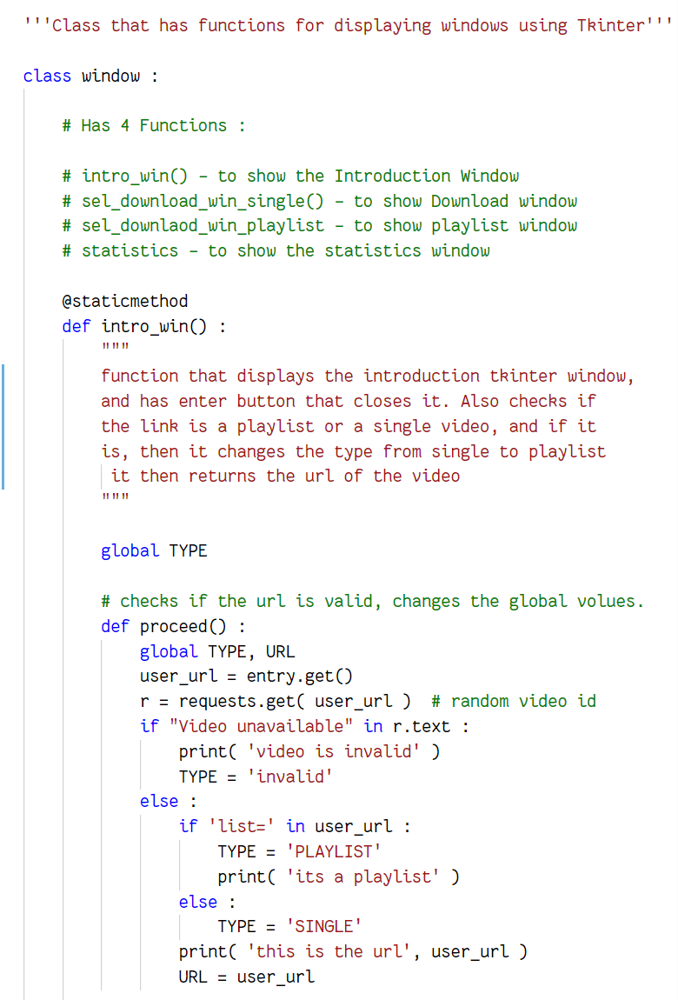 '''Class that has functions for displaying windows using Tkinter'''
class window :
# Has 4 Functions :
# intro_win() - to show the Introduction Window
# sel_download_win_single() - to show Download window
# sel_downlaod_win_playlist - to show playlist window
# statistics - to show the statistics window
@staticmethod
def intro_win() :
"""
function that displays the introduction tkinter window,
and has enter button that closes it. Also checks if
the link is a playlist or a single video, and if it
is, then it changes the type from single to playlist
it then returns the url of the video
"""
global TYPE
# checks if the url is valid, changes the global volues.
def proceed() :
global TYPE, URL
user_url = entry.get()
r = requests.get( user_url )  # random video id
if "Video unavailable" in r.text :
print( 'video is invalid' )
TYPE = 'invalid'
else :
if 'list=' in user_url :
TYPE = 'PLAYLIST'
print( 'its a playlist' )
else :
TYPE = 'SINGLE'
print( 'this is the url', user_url )
URL = user_url